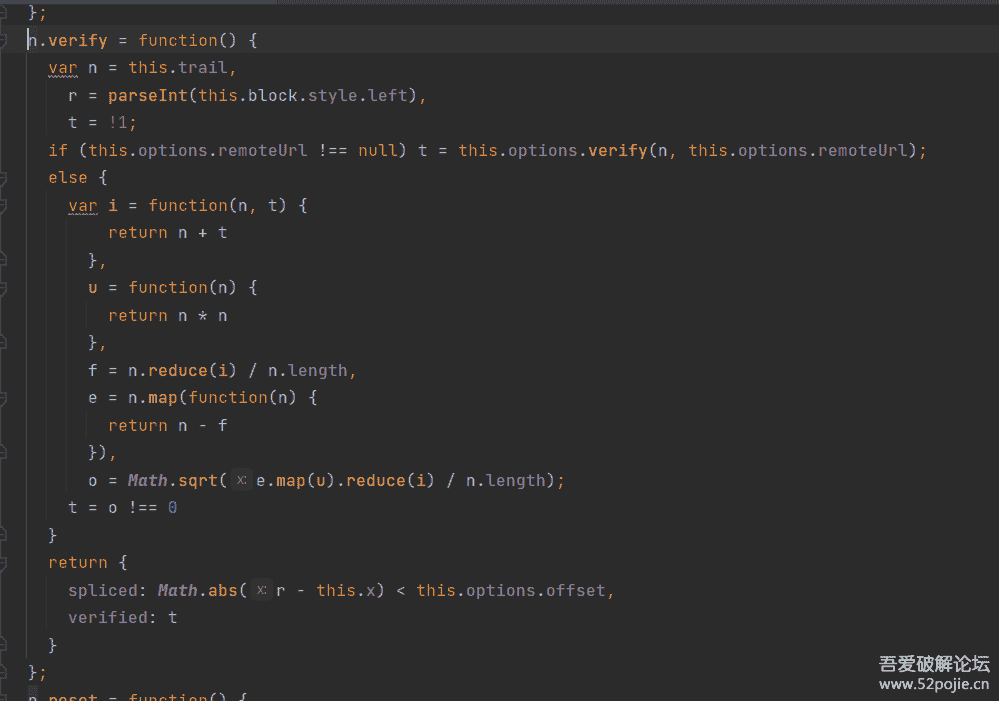 };
n.verify = function() {
var n = this.trail,
r = parseInt(this.block.style.left),
t = !1;
if (this.options.remoteUrl !== null) t = this.options.verify(n, this.options.remoteUrl);
else {
var i = function(n, t) {
return n + t
},
u = function(n) {
return n * n
},
f = n.reduce(i) / n.length,
e = n.map(function(n) {
return n - f
}),
o = Math.sqrt( x: e.map(u).reduce(i) / n.length);
t = o !== 0
}
return {
spliced: Math.abs( x: r - this.x) < this.options.offset,
verified: t
}
};
n.reset = function() {
吾爱破解论坛
www.52pojie.cn